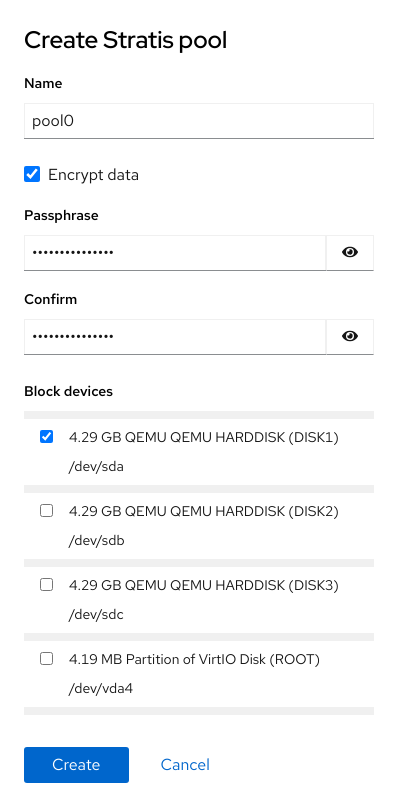 Create Stratis pool
Name
pool0
Encrypt data
Passphrase
•••••••••••••••
Confirm
•••••••••••••••
Block devices
4.29 GB QEMU QEMU HARDDISK (DISK1)
/dev/sda
4.29 GB QEMU QEMU HARDDISK (DISK2)
/dev/sdb
4.29 GB QEMU QEMU HARDDISK (DISK3)
/dev/sdc
4.19 MB Partition of VirtIO Disk (ROOT)
/dev/vda4
Create Cancel